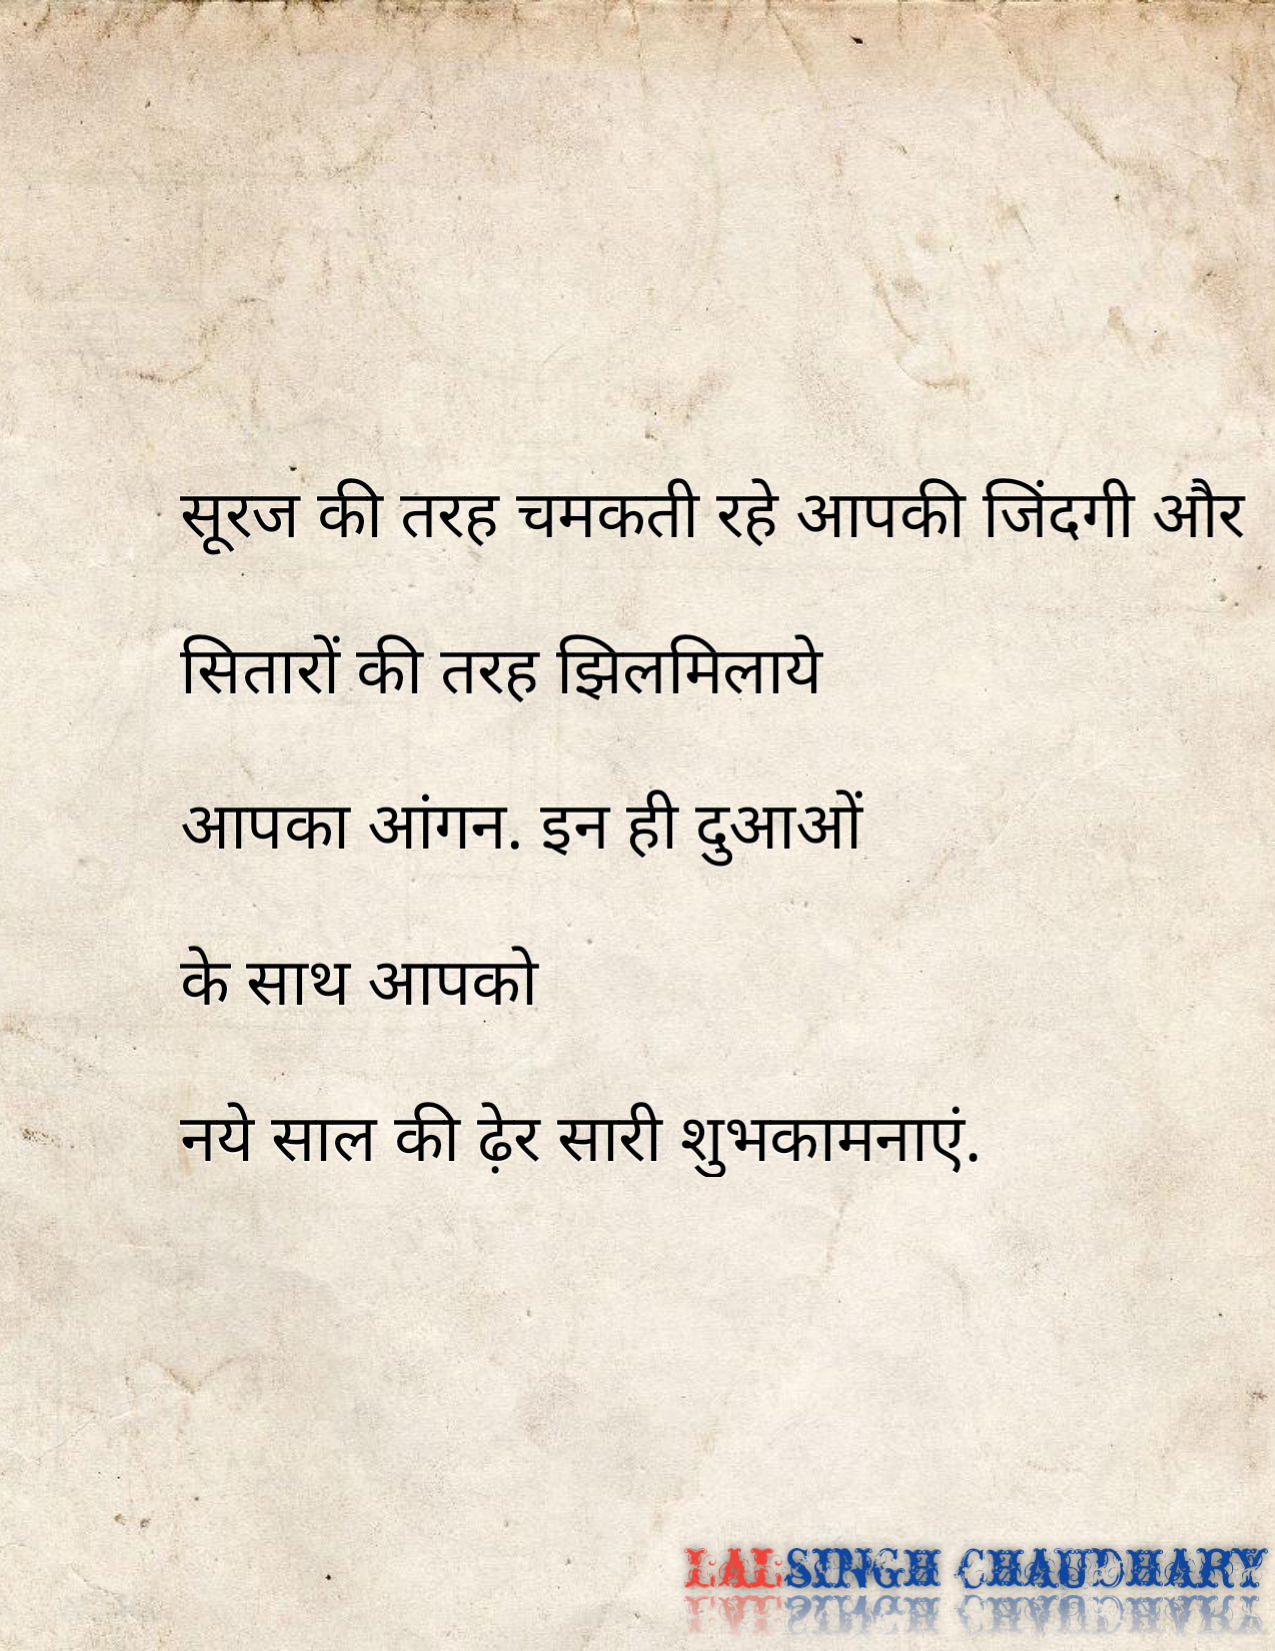 सूरज की तरह चमकती रहे आपकी जिंदगी और
सितारों की तरह झिलमिलाये
आपका आंगन. इन ही दुआओं
के साथ आपको
नये साल की ढ़ेर सारी शुभकामनाएं.
LALSINGH CHAUDHARY